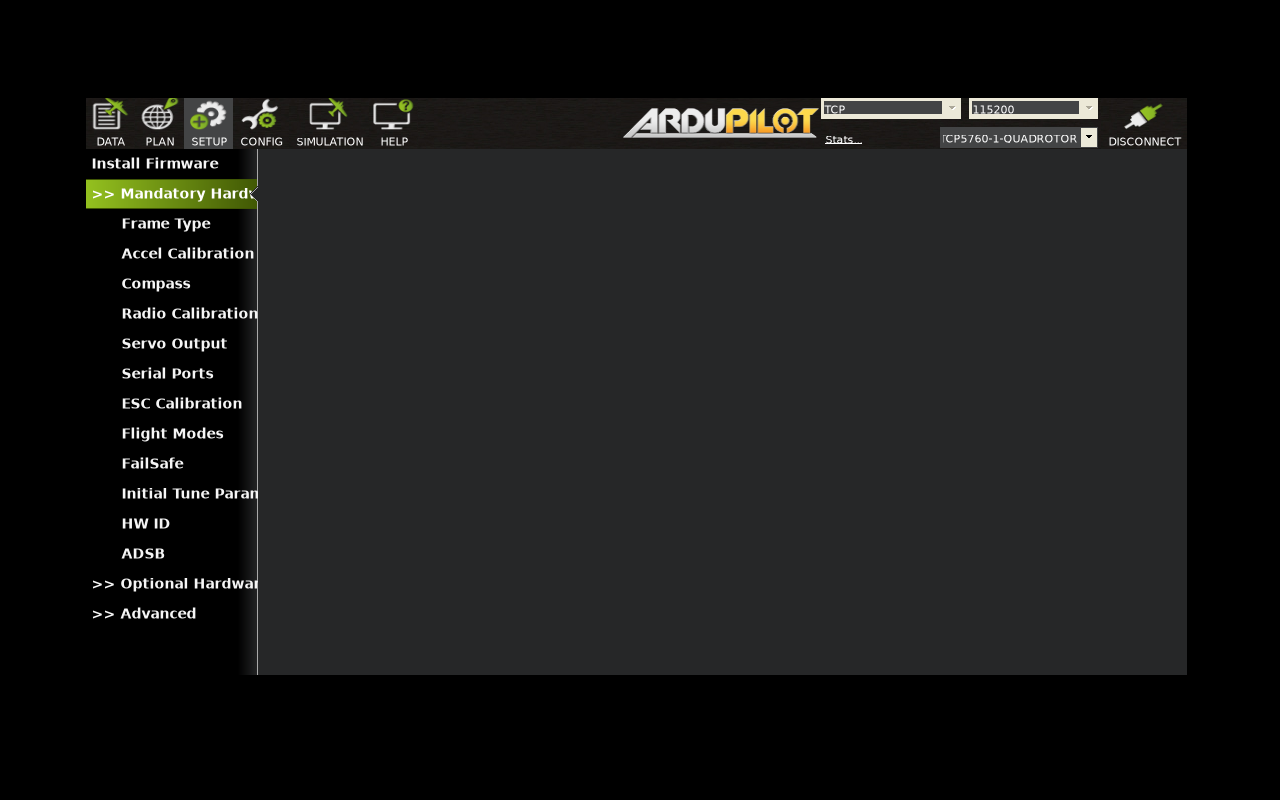 DATA PLAN SETUP CONFIG SIMULATION HELP
ARDUPILOT
TCP 115200
Stats... TCP5760-1-QUADROTOR DISCONNECT
Install Firmware
>> Mandatory Hardw
Frame Type
Accel Calibration
Compass
Radio Calibration
Servo Output
Serial Ports
ESC Calibration
Flight Modes
FailSafe
Initial Tune Param
HW ID
ADSB
>> Optional Hardwar
>> Advanced